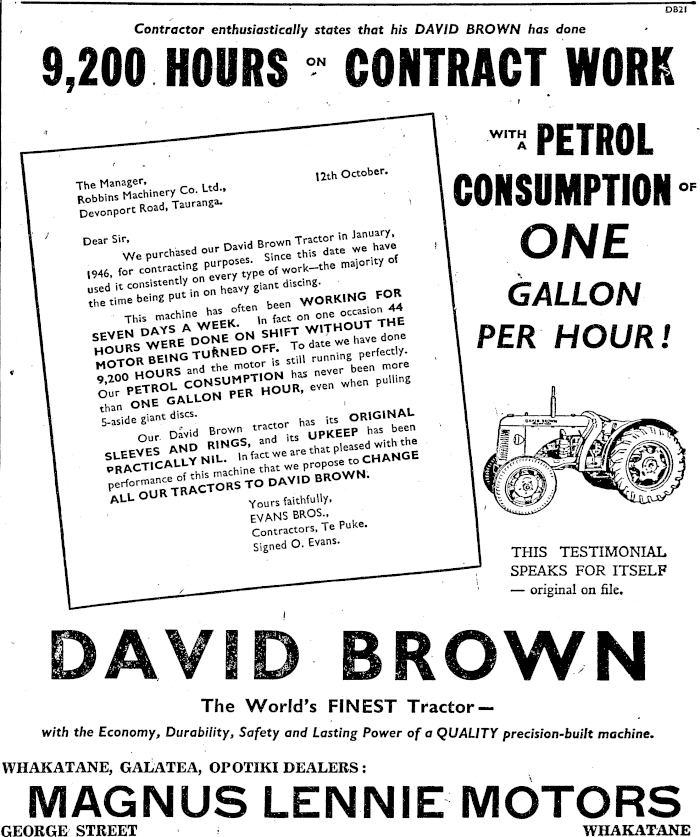 DB21
Contractor enthusiastically states that his DAVID BROWN has done
9,200 HOURS ON CONTRACT WORK
WITH A PETROL
CONSUMPTION OF
ONE
GALLON
PER HOUR!
The Manager,
Robbins Machinery Co. Ltd.,
Devonport Road, Tauranga.
12th October.
Dear Sir,
We purchased our David Brown Tractor in January,
1946, for contracting purposes. Since this date we have
used it consistently on every type of work—the majority of
the time being put in on heavy giant discing.
This machine has often been WORKING FOR
SEVEN DAYS A WEEK. In fact on one occasion 44
HOURS WERE DONE ON SHIFT WITHOUT THE
MOTOR BEING TURNED OFF. To date we have done
9,200 HOURS and the motor is still running perfectly.
Our PETROL CONSUMPTION has never been more
than ONE GALLON PER HOUR, even when pulling
5-aside giant discs.
Our David Brown tractor has its ORIGINAL
SLEEVES AND RINGS, and its UPKEEP has been
PRACTICALLY NIL. In fact we are that pleased with the
performance of this machine that we propose to CHANGE
ALL OUR TRACTORS TO DAVID BROWN.
Yours faithfully,
EVANS BROS.,
Contractors, Te Puke.
Signed O. Evans.
DAVID BROWN
THIS TESTIMONIAL
SPEAKS FOR ITSELF
— original on file.
DAVID BROWN
The World's FINEST Tractor—
with the Economy, Durability, Safety and Lasting Power of a QUALITY precision-built machine.
WHAKATANE, GALATEA, OPOTIKI DEALERS:
MAGNUS LENNIE MOTORS
GEORGE STREET WHAKATANE